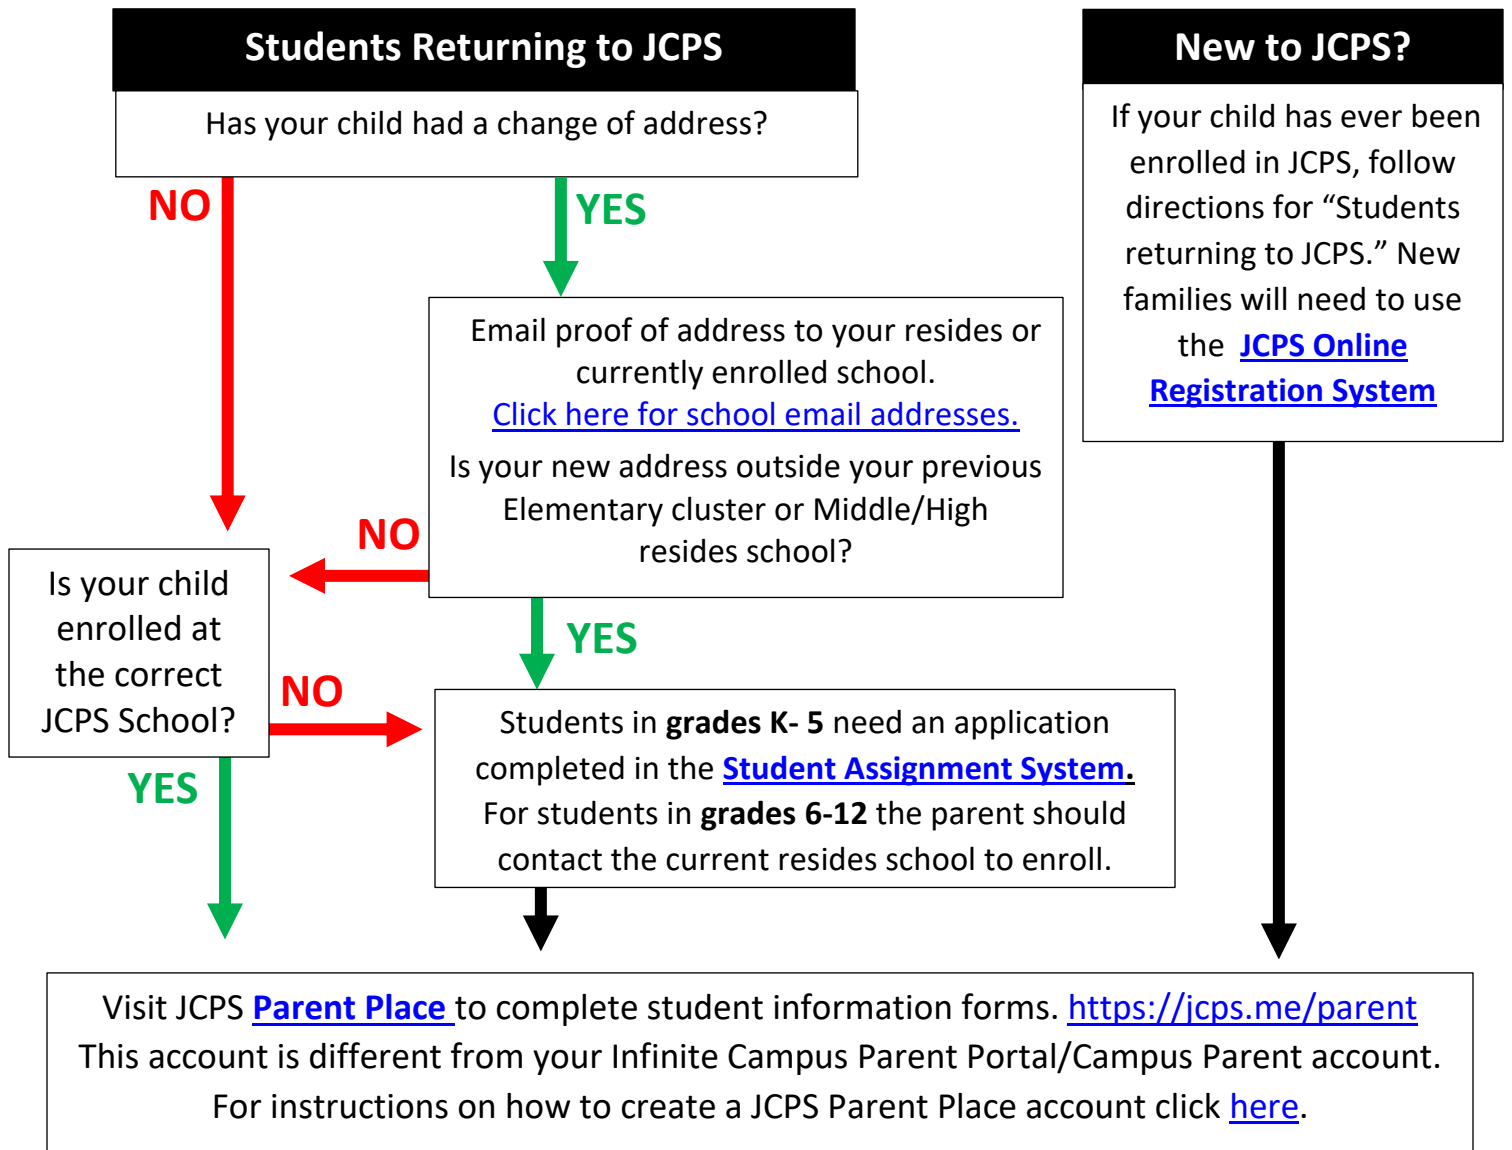 Students Returning to JCPS
Has your child had a change of address?
NO
YES
Email proof of address to your resides or
currently enrolled school.
Click here for school email addresses.
Is your new address outside your previous
Elementary cluster or Middle/High
resides school?
NO
YES
Is your child
enrolled at
the correct
JCPS School?
NO
YES
Students in grades K- 5 need an application
completed in the Student Assignment System.
For students in grades 6-12 the parent should
contact the current resides school to enroll.
New to JCPS?
If your child has ever been
enrolled in JCPS, follow
directions for “Students
returning to JCPS.” New
families will need to use
the JCPS Online
Registration System
Visit JCPS Parent Place to complete student information forms. https://jcps.me/parent
This account is different from your Infinite Campus Parent Portal/Campus Parent account.
For instructions on how to create a JCPS Parent Place account click here.